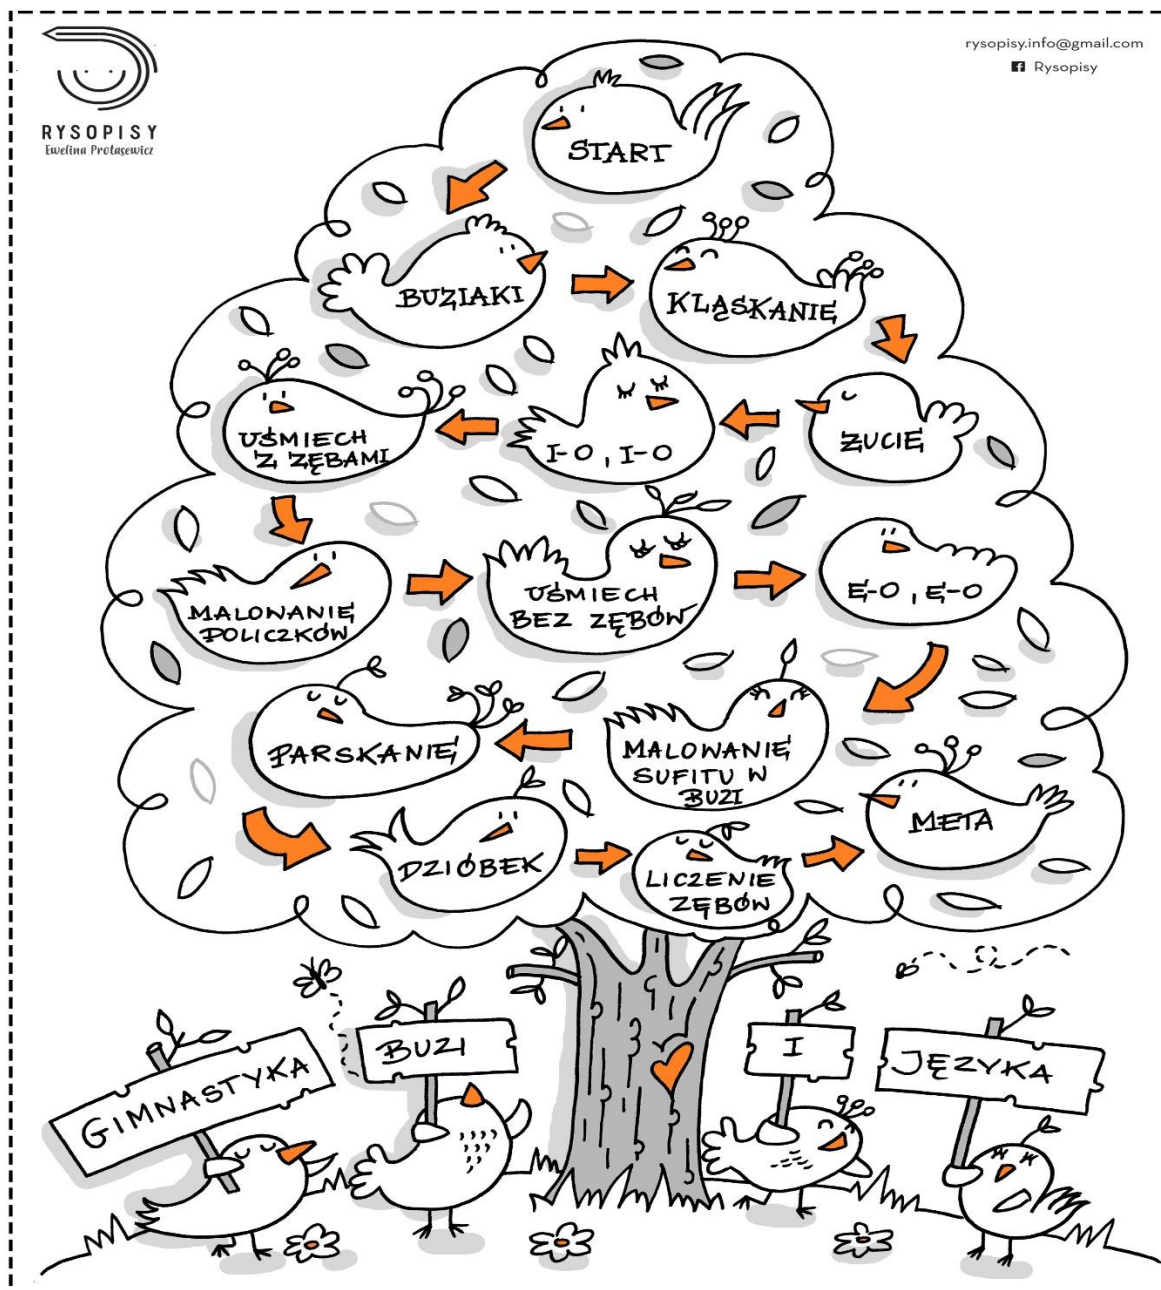 RYSOPISY
Ewelina Protasewicz
rysopisy.info@gmail.com
Rysopisy
START
BUZIAKI
KLĄSKANIE
ŻUCIE
I-O, I-O
UŚMIECH
Z ZĘBAMI
MALOWANIE
POLICZKÓW
UŚMIECH
BEZ ZĘBÓW
E-O, E-O
MALOWANIE
SUFITU W
BUZI
PARSKANIE
DZIÓBEK
LICZENIE
ZĘBÓW
META
GIMNASTYKA
BUZI
I
JĘZYKA